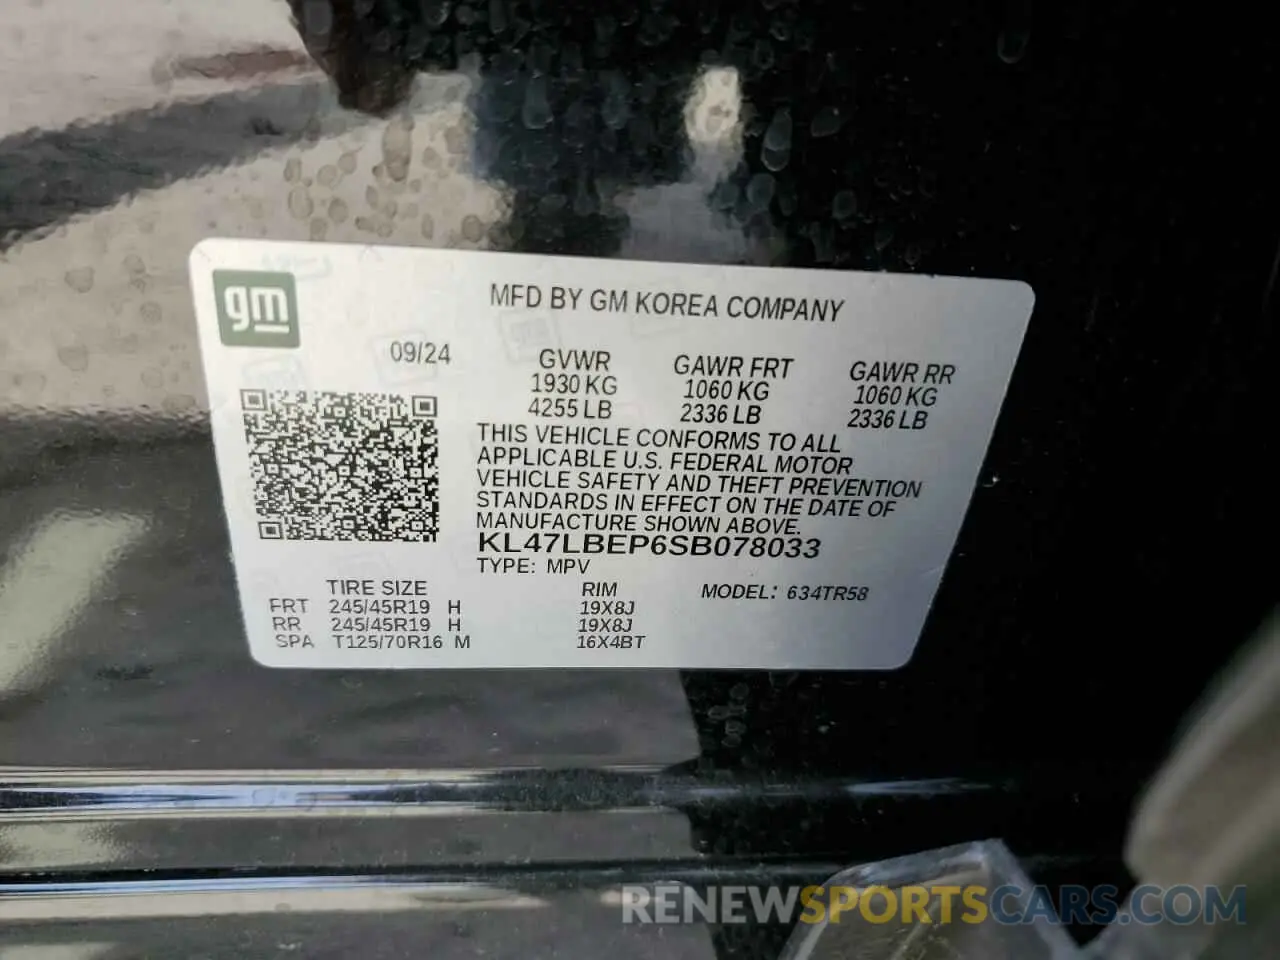 gm
MFD BY GM KOREA COMPANY
09/24
GVWR GAWR FRT GAWR RR
1930 KG 1060 KG 1060 KG
4255 LB 2336 LB 2336 LB
THIS VEHICLE CONFORMS TO ALL
APPLICABLE U.S. FEDERAL MOTOR
VEHICLE SAFETY AND THEFT PREVENTION
STANDARDS IN EFFECT ON THE DATE OF
MANUFACTURE SHOWN ABOVE.
KL47LBEP6SB078033
TYPE: MPV
TIRE SIZE RIM MODEL: 634TR58
FRT 245/45R19 H 19X8J
RR 245/45R19 H 19X8J
SPA T125/70R16 M 16X4BT
RENEWSPORTSCARS.COM